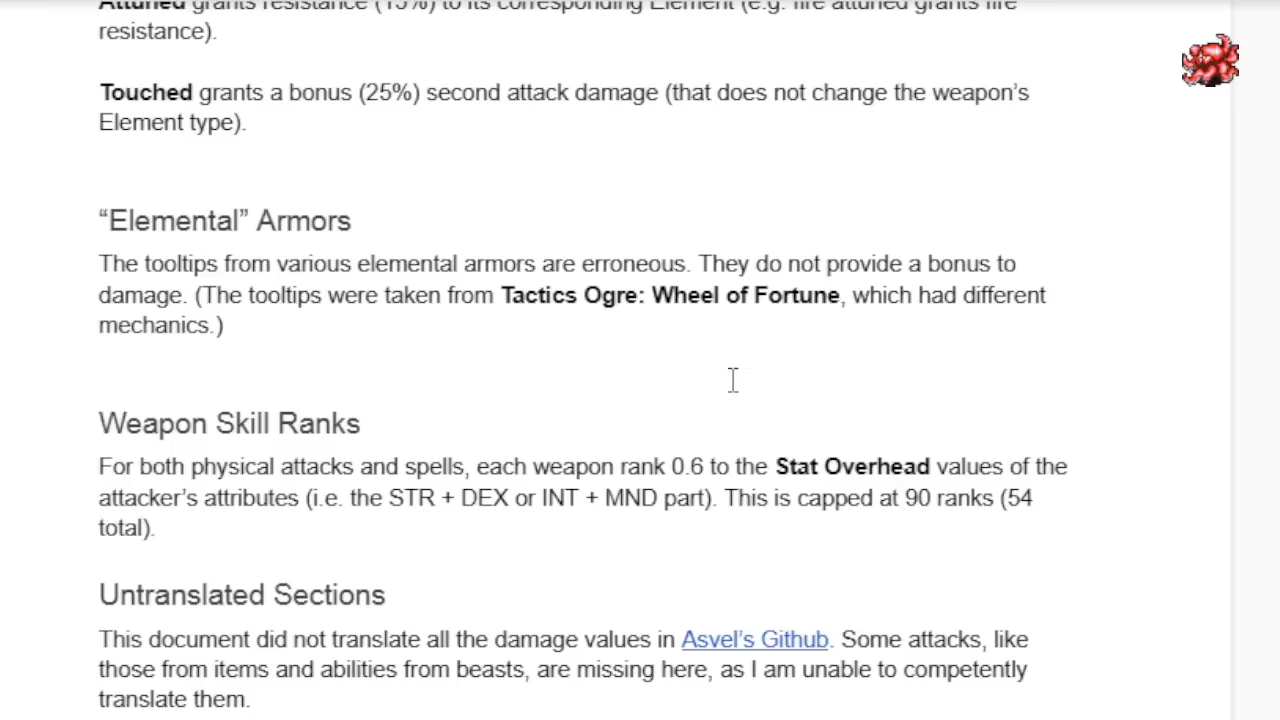 Attuned grants resistance (15%) to its corresponding Element (e.g. fire attuned grants fire
resistance).
Touched grants a bonus (25%) second attack damage (that does not change the weapon's
Element type).
“Elemental” Armors
The tooltips from various elemental armors are erroneous. They do not provide a bonus to
damage. (The tooltips were taken from Tactics Ogre: Wheel of Fortune, which had different
mechanics.)
Weapon Skill Ranks
For both physical attacks and spells, each weapon rank 0.6 to the Stat Overhead values of the
attacker's attributes (i.e. the STR + DEX or INT + MND part). This is capped at 90 ranks (54
total).
Untranslated Sections
This document did not translate all the damage values in Asvel's Github. Some attacks, like
those from items and abilities from beasts, are missing here, as I am unable to competently
translate them.